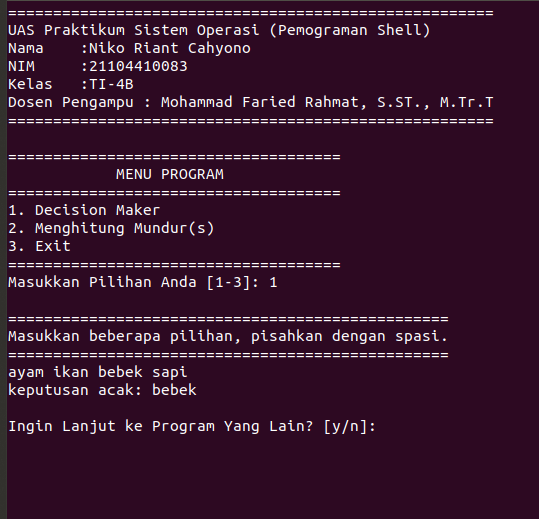 ======================================================
UAS Praktikum Sistem Operasi (Pemograman Shell)
Nama    :Niko Riant Cahyono
NIM     :21104410083
Kelas   :TI-4B
Dosen Pengampu : Mohammad Faried Rahmat, S.ST., M.Tr.T
======================================================

=====================================
            MENU PROGRAM
=====================================
1. Decision Maker
2. Menghitung Mundur(s)
3. Exit
=====================================
Masukkan Pilihan Anda [1-3]: 1

=================================================
Masukkan beberapa pilihan, pisahkan dengan spasi.
=================================================
ayam ikan bebek sapi
keputusan acak: bebek

Ingin Lanjut ke Program Yang Lain? [y/n]: